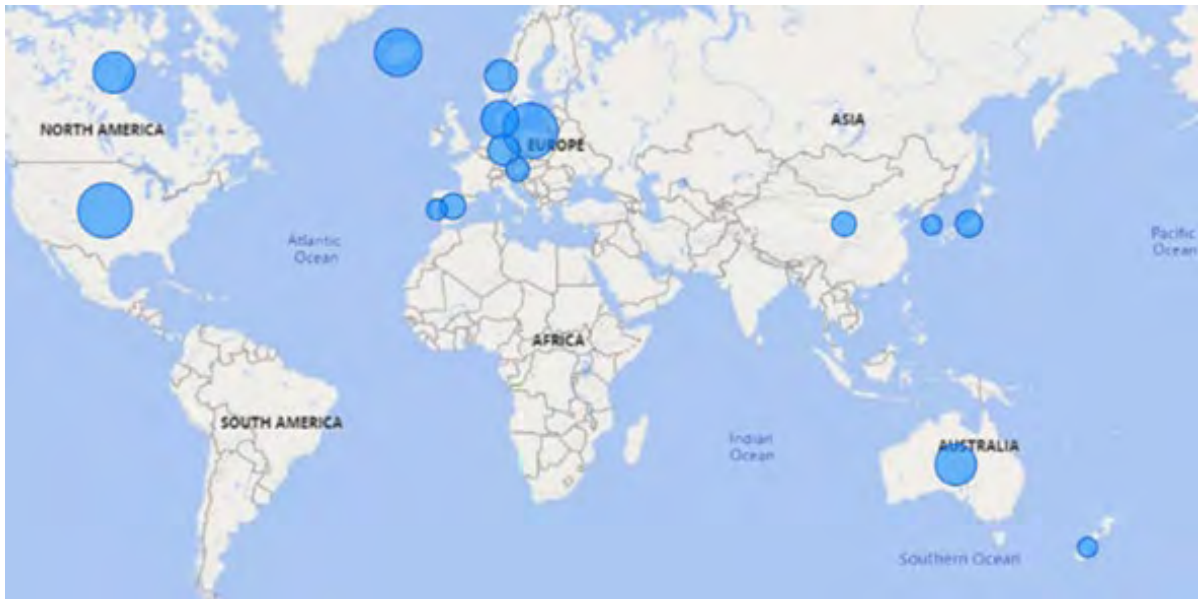 NORTH AMERICA
EUROPE
ASIA
Atlantic
Ocean
Pacific
Ocean
AFRICA
SOUTH AMERICA
Indian
Ocean
AUSTRALIA
Southern Ocean